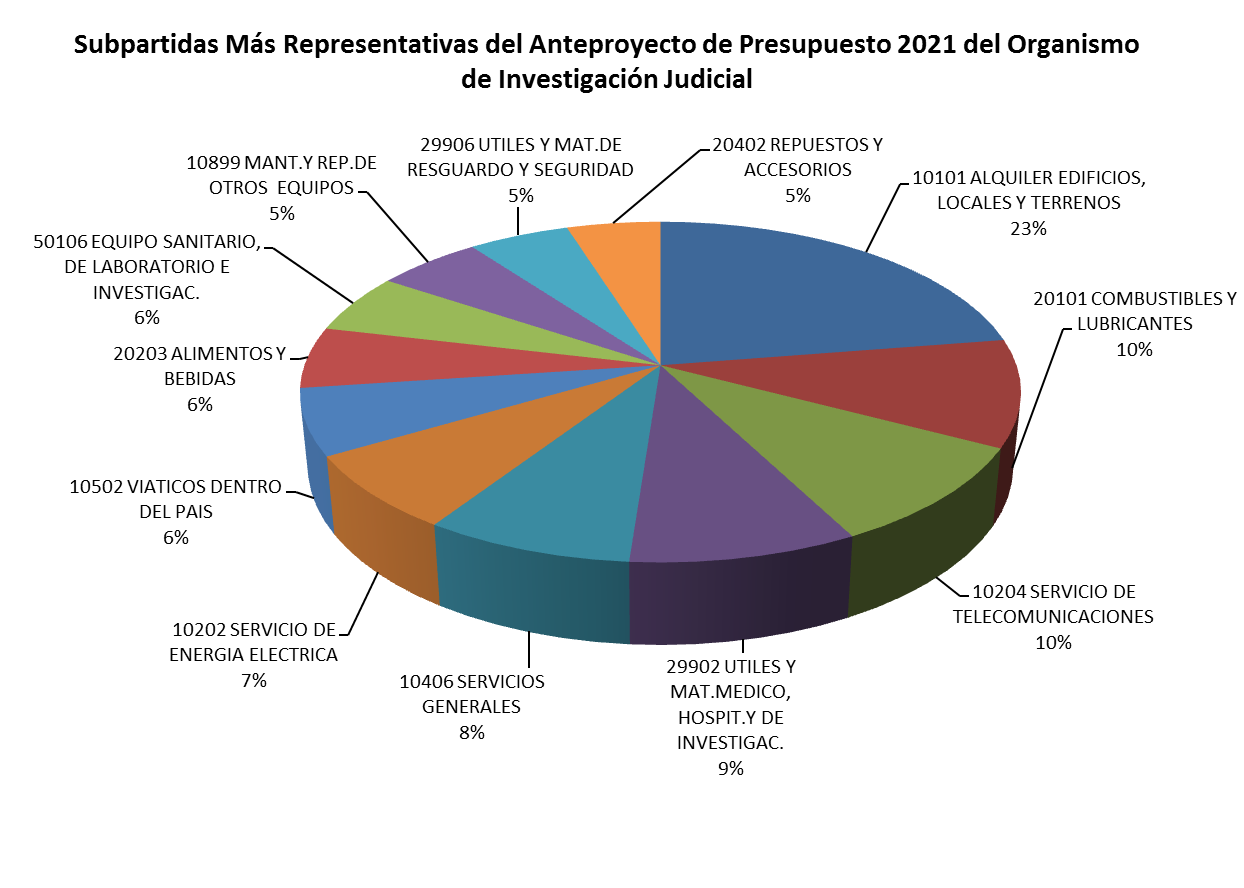 Subpartidas Más Representativas del Anteproyecto de Presupuesto 2021 del Organismo
de Investigación Judicial
29906 UTILES Y MAT.DE
RESGUARDO Y SEGURIDAD
5%
20402 REPUESTOS Y
ACCESORIOS
5%
10899 MANT.Y REP.DE
OTROS  EQUIPOS
5%
10101 ALQUILER EDIFICIOS,
LOCALES Y TERRENOS
23%
50106 EQUIPO SANITARIO,
DE LABORATORIO E
INVESTIGAC.
6%
20101 COMBUSTIBLES Y
LUBRICANTES
10%
20203 ALIMENTOS Y
BEBIDAS
6%
10502 VIATICOS DENTRO
DEL PAIS
6%
10204 SERVICIO DE
TELECOMUNICACIONES
10%
10202 SERVICIO DE
ENERGIA ELECTRICA
7%
10406 SERVICIOS
GENERALES
8%
29902 UTILES Y
MAT.MEDICO,
HOSPIT.Y DE
INVESTIGAC.
9%